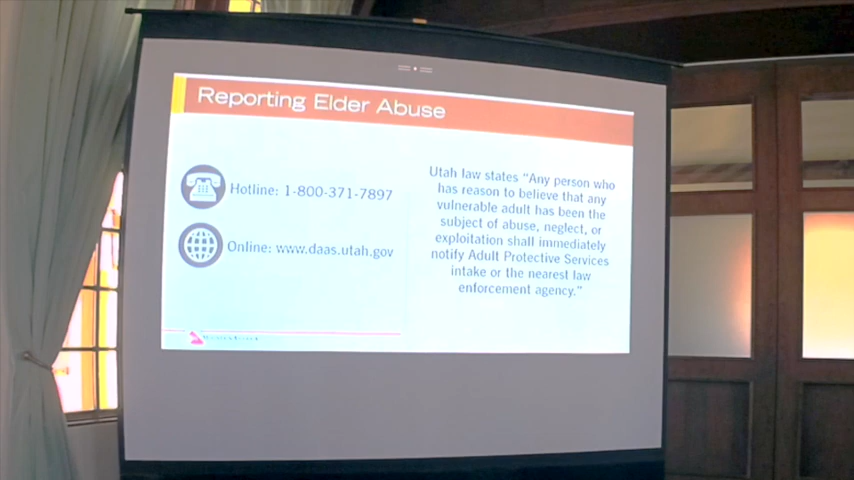 Reporting Elder Abuse
Hotline: 1-800-371-7897
Online: www.daas.utah.gov
Utah law states “Any person who
has reason to believe that any
vulnerable adult has been the
subject of abuse, neglect, or
exploitation shall immediately
notify Adult Protective Services
intake or the nearest law
enforcement agency.”